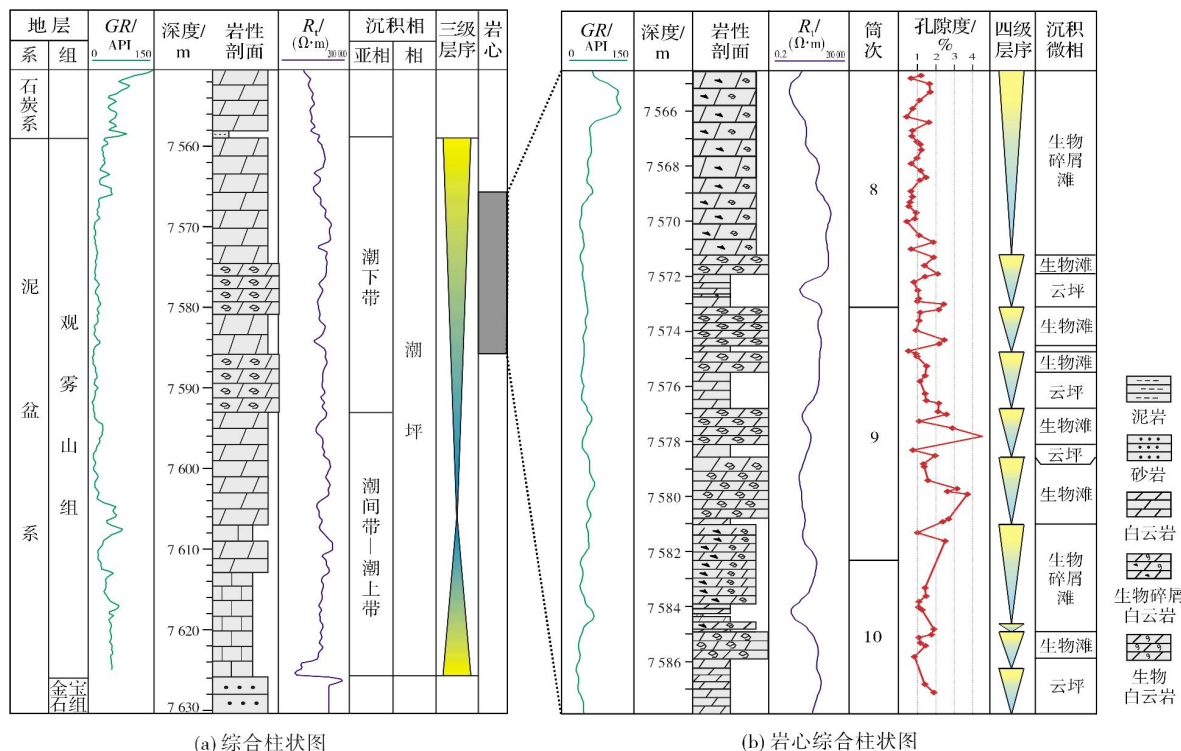 地 层
系
组
GR/
API
0
150
深度/
m
岩性
剖面
Rt/
(Ω·m)
200 000
沉积相
亚相
相
三级
层序
岩心
石炭系
泥盆系
观雾山组
金宝
石组
7 560
7 570
7 580
7 590
7 600
7 610
7 620
7 630
潮下带
潮间带—潮上带
潮坪
(a) 综合柱状图
GR/
API
0
150
深度/
m
岩性
剖面
Rt/
(Ω·m)
0.2
200 000
筒次
孔隙度/
%
1 2 3 4
四级
层序
沉积
微相
7 566
7 568
7 570
7 572
7 574
7 576
7 578
7 580
7 582
7 584
7 586
8
9
10
生物
碎屑
滩
生物滩
云坪
生物滩
生物滩
云坪
生物滩
云坪
生物滩
生物
碎屑
滩
生物滩
云坪
(b) 岩心综合柱状图
泥岩
砂岩
白云岩
生物碎屑
白云岩
生物
白云岩